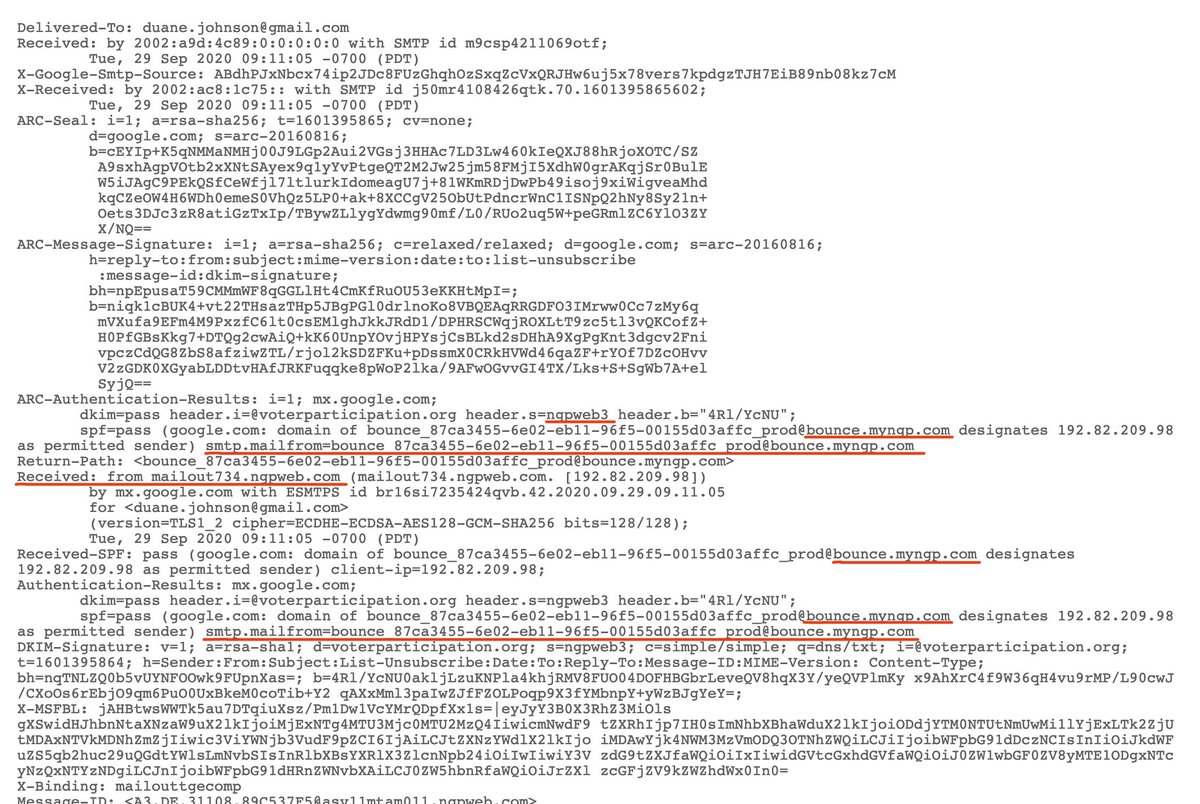 Delivered-To: duane.johnson@gmail.com
Received: by 2002:a9d:4c89:0:0:0:0:0 with SMTP id m9csp4211069otf;
Tue, 29 Sep 2020 09:11:05 -0700 (PDT)
X-Google-Smtp-Source: ABdhPJxNbcx74ip2JDc8FUzGhqhOzSxqZcVxQRJHw6uj5x78vers7kpdgzTJH7EiB89nb08kz7cM
X-Received: by 2002:ac8:1c75:: with SMTP id j50mr4108426qtk.70.1601395865602;
Tue, 29 Sep 2020 09:11:05 -0700 (PDT)
ARC-Seal: i=1; a=rsa-sha256; t=1601395865; cv=none;
d=google.com; s=arc-20160816;
b=cEYIp+K5qNMMaNMHj00J9LGp2Aui2VGsj3HHAc7LD3Lw460kIeQXJ88hRjoXOTC/SZ
A9sxhAgpVOtb2xXNtSAyex9q1yYvPtgeQT2M2Jw25jm58FMjI5XdhW0grAKqjSr0BulE
W5iJAgC9PEkQSfCeWfjl7ltlurkIdomeagU7j+81WKmRDjDwPb49isoj9xiWigveaMhd
kqCZeOW4H6WDh0emeS0VhQz5LP0+ak+8XCCgV25ObUtPdncrWnC1ISNpQ2hNy8Sy21n+
Oets3DJc3zR8atiGzTxIp/TBywZLlygYdwmg90mf/L0/RUo2uq5W+peGRmlZC6YlO3ZY
X/NQ==
ARC-Message-Signature: i=1; a=rsa-sha256; c=relaxed/relaxed; d=google.com; s=arc-20160816;
h=reply-to:from:subject:mime-version:date:to:list-unsubscribe
:message-id:dkim-signature;
bh=npEpusaT59CMMmWF8qGGLlHt4CmKfRuOU53eKKHtMpI=;
b=niqk1cBUK4+vt22THsazTHp5JBgPGl0drlnoKo8VBQEAqRRGDFO3IMrww0Cc7zMy6q
mVXufa9EFm4M9PxzfC6lt0csEMlghJkkJRdD1/DPHRSCWqjROXLtT9zc5tl3vQKCofZ+
H0PfGBsKkg7+DTQg2cwAiQ+kK60UnpYOvjHPYsjCsBLkd2sDHhA9XgPgKnt3dgcv2Fni
vpczCdQG8ZbS8afziwZTL/rjol2kSDZFKu+pDssmX0CRkHVWd46qaZF+rYOf7DZcOHvv
V2zGDK0XGyabLDDtvHAfJRKFuqqke8pWoP2lka/9AFwOGvvGI4TX/Lks+S+SgWb7A+el
SyjQ==
ARC-Authentication-Results: i=1; mx.google.com;
dkim=pass header.i=@voterparticipation.org header.s=ngpweb3 header.b="4Rl/YcNU";
spf=pass (google.com: domain of bounce_87ca3455-6e02-eb11-96f5-00155d03affc_prod@bounce.myngp.com designates 192.82.209.98
as permitted sender) smtp.mailfrom=bounce_87ca3455-6e02-eb11-96f5-00155d03affc_prod@bounce.myngp.com
Return-Path: <bounce_87ca3455-6e02-eb11-96f5-00155d03affc_prod@bounce.myngp.com>
Received: from mailout734.ngpweb.com (mailout734.ngpweb.com. [192.82.209.98])
by mx.google.com with ESMTPS id br16si7235424qvb.42.2020.09.29.09.11.05
for <duane.johnson@gmail.com>
(version=TLS1_2 cipher=ECDHE-ECDSA-AES128-GCM-SHA256 bits=128/128);
Tue, 29 Sep 2020 09:11:05 -0700 (PDT)
Received-SPF: pass (google.com: domain of bounce_87ca3455-6e02-eb11-96f5-00155d03affc_prod@bounce.myngp.com designates
192.82.209.98 as permitted sender) client-ip=192.82.209.98;
Authentication-Results: mx.google.com;
dkim=pass header.i=@voterparticipation.org header.s=ngpweb3 header.b="4Rl/YcNU";
spf=pass (google.com: domain of bounce_87ca3455-6e02-eb11-96f5-00155d03affc_prod@bounce.myngp.com designates 192.82.209.98
as permitted sender) smtp.mailfrom=bounce_87ca3455-6e02-eb11-96f5-00155d03affc_prod@bounce.myngp.com
DKIM-Signature: v=1; a=rsa-sha1; d=voterparticipation.org; s=ngpweb3; c=simple/simple; q=dns/txt; i=@voterparticipation.org;
t=1601395864; h=Sender:From:Subject:List-Unsubscribe:Date:To:Reply-To:Message-ID:MIME-Version: Content-Type;
bh=nqTNLZQ0b5vUYNFOOwk9FUpnXas=; b=4Rl/YcNU0akljLzuKNPla4khjRMV8FUO04DOFHBGbrLeveQV8hqX3Y/yeQVPlmKy x9AhXrC4f9W36qH4vu9rMP/L90cwJ
/CXoOs6rEbjO9qm6PuO0UxBkeM0coTib+Y2 qAXxMml3paIwZJfFZOLPoqp9X3fYMbnpY+yWzBJgYeY=;
X-MSFBL: jAHBtwsWWTk5au7DTqiuXsz/Pm1Dw1VcYMrQDpfXx1s=|eyJyY3B0X3RhZ3MiOls
gXSwidHJhbnNtaXNzaW9uX2lkIjoiMjExNTg4MTU3Mjc0MTU2MzQ4IiwicmNwdF9 tZXRhIjp7IH0sImNhbXBhaWduX2lkIjoiODdjYTM0NTUtNmUwMi1lYjExLTk2ZjU
tMDAxNTVkMDNhZmZjIiwic3ViYWNjb3VudF9pZCI6IjAiLCJtZXNzYWdlX2lkIjo iMDAwYjk4NWM3MzVmODQ3OTNhZWQiLCJiIjoibWFpbG91dDczNCIsInIiOiJkdWF
uZS5qb2huc29uQGdtYWlsLmNvbSIsInRlbXBsYXRlX3ZlcnNpb24iOiIwIiwiY3V zdG9tZXJfaWQiOiIxIiwidGVtcGxhdGVfaWQiOiJ0ZW1wbGF0ZV8yMTE1ODgxNTc
yNzQxNTYzNDgiLCJnIjoibWFpbG91dHRnZWNvbXAiLCJ0ZW5hbnRfaWQiOiJrZXl zcGFjZV9kZWZhdWx0In0=
X-Binding: mailouttgecomp
Message-ID: <A3.DE.31108.89C537F5@asv11mtam011.ngpweb.com>